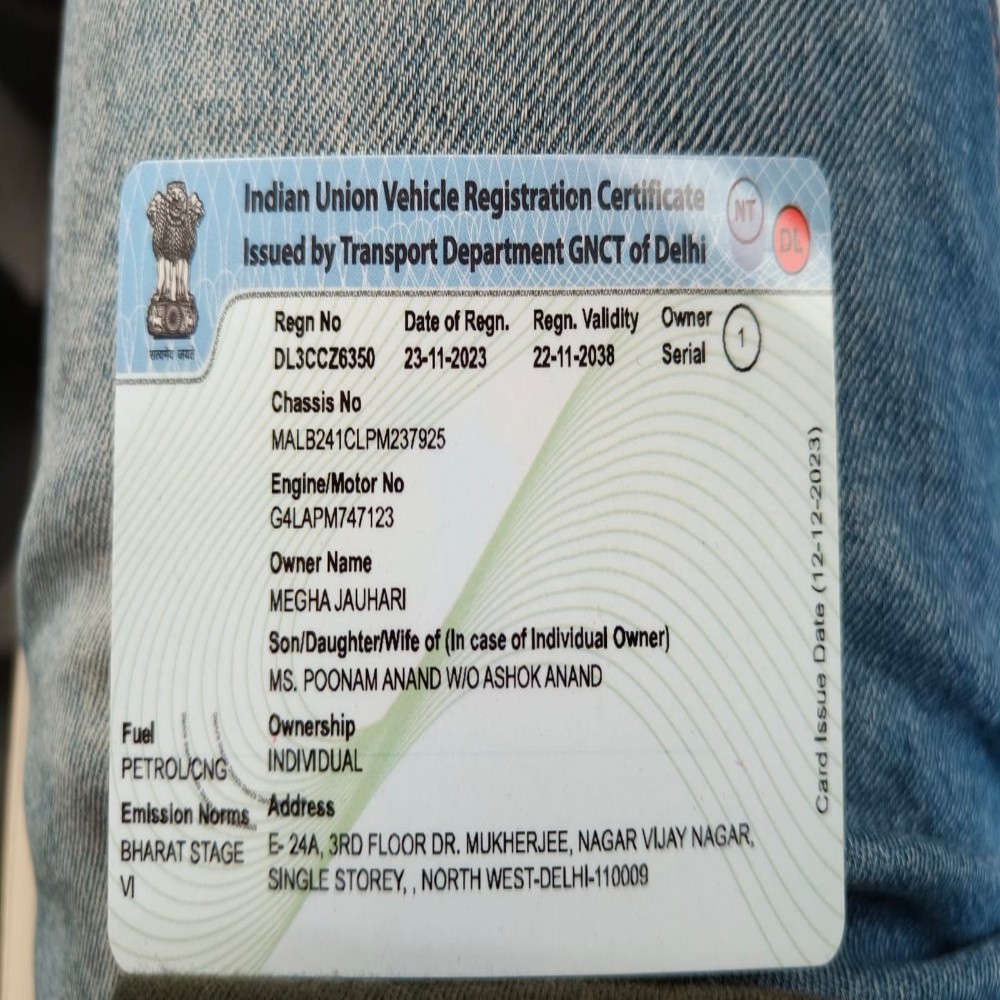 Indian Union Vehicle Registration Certificate
Issued by Transport Department GNCT of Delhi
NT
DL
सत्यमेव जयते
Regn No Date of Regn. Regn. Validity Owner
DL3CCZ6350 23-11-2023 22-11-2038 Serial 1
Chassis No
MALB241CLPM237925
Engine/Motor No
G4LAPM747123
Owner Name
MEGHA JAUHARI
Son/Daughter/Wife of (In case of Individual Owner)
MS. POONAM ANAND W/O ASHOK ANAND
Fuel
PETROL/CNG
Emission Norms
BHARAT STAGE
VI
Ownership
INDIVIDUAL
Address
E- 24A, 3RD FLOOR DR. MUKHERJEE, NAGAR VIJAY NAGAR,
SINGLE STOREY, , NORTH WEST-DELHI-110009
Card Issue Date (12-12-2023)